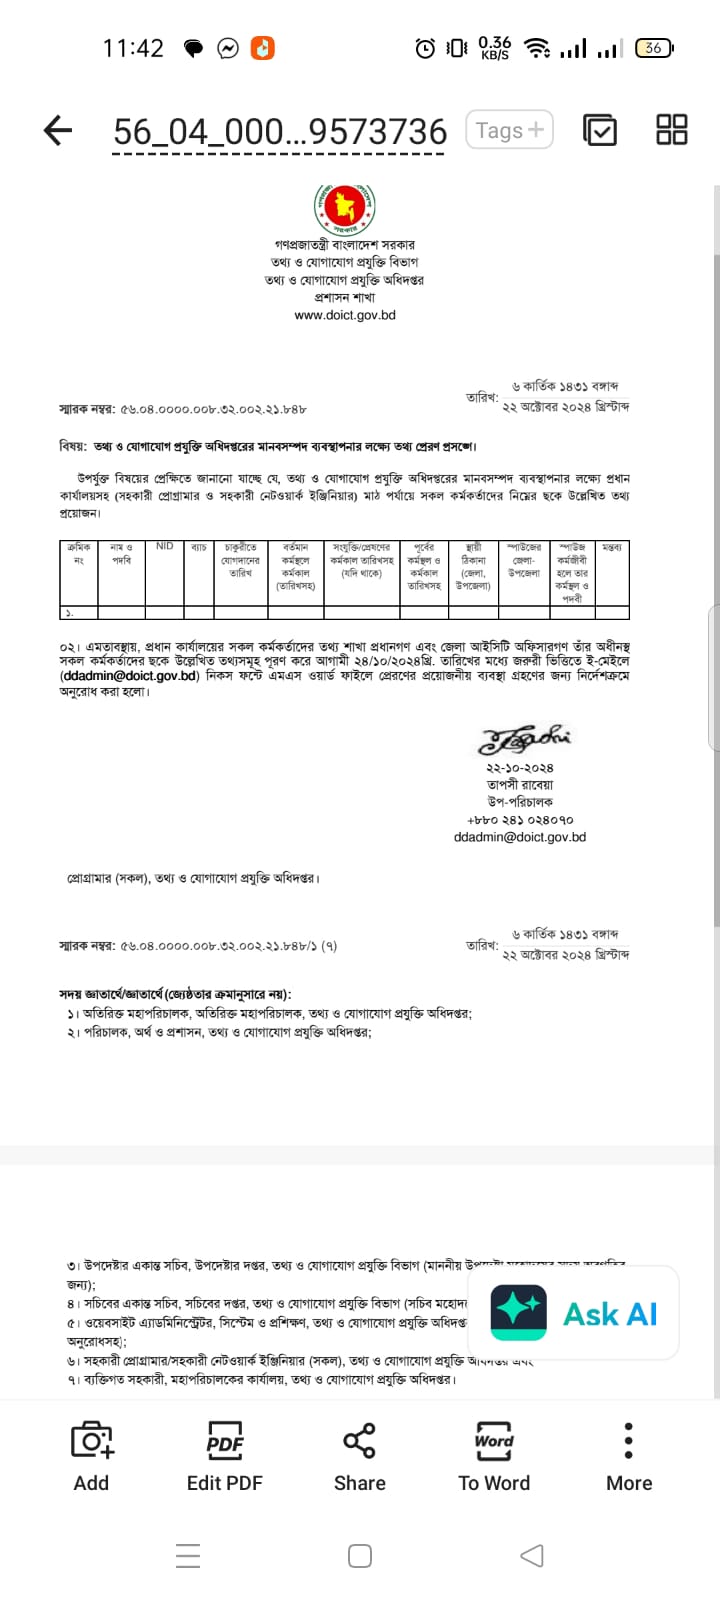 11:42
0.36 KB/S
36
56_04_000...9573736
Tags +
গণপ্রজাতন্ত্রী বাংলাদেশ সরকার
তথ্য ও যোগাযোগ প্রযুক্তি বিভাগ
তথ্য ও যোগাযোগ প্রযুক্তি অধিদপ্তর
প্রশাসন শাখা
www.doict.gov.bd
৬ কার্তিক ১৪৩১ বঙ্গাব্দ
স্মারক নম্বর: ৫৬.০৪.০০০০.০০৮.৩২.০০২.২১.৮৪৮ তারিখ:
২২ অক্টোবর ২০২৪ খ্রিস্টাব্দ
বিষয়: তথ্য ও যোগাযোগ প্রযুক্তি অধিদপ্তরের মানবসম্পদ ব্যবস্থাপনার লক্ষ্যে তথ্য প্রেরণ প্রসঙ্গে।
উপর্যুক্ত বিষয়ের প্রেক্ষিতে জানানো যাচ্ছে যে, তথ্য ও যোগাযোগ প্রযুক্তি অধিদপ্তরের মানবসম্পদ ব্যবস্থাপনার লক্ষ্যে প্রধান
কার্যালয়সহ (সহকারী প্রোগ্রামার ও সহকারী নেটওয়ার্ক ইঞ্জিনিয়ার) মাঠ পর্যায়ে সকল কর্মকর্তাদের নিম্নের ছকে উল্লেখিত তথ্য
প্রয়োজন।
ক্রমিক নং
নাম ও পদবি
NID
ব্যাচ
চাকুরীতে যোগদানের তারিখ
বর্তমান কর্মস্থলে কর্মকাল (তারিখসহ)
সংযুক্তি/প্রেষণের কর্মকাল তারিখসহ (যদি থাকে)
পূর্বের কর্মস্থল ও কর্মকাল তারিখসহ
স্থায়ী ঠিকানা (জেলা, উপজেলা)
স্পাউজের জেলা-উপজেলা
স্পাউজ কর্মজীবী হলে তার কর্মস্থল ও পদবী
মন্তব্য
১.
০২। এমতাবস্থায়, প্রধান কার্যালয়ের সকল কর্মকর্তাদের তথ্য শাখা প্রধানগণ এবং জেলা আইসিটি অফিসারগণ তাঁর অধীনস্থ
সকল কর্মকর্তাদের ছকে উল্লেখিত তথ্যসমূহ পূরণ করে আগামী ২৪/১০/২০২৪খ্রি. তারিখের মধ্যে জরুরী ভিত্তিতে ই-মেইলে
(ddadmin@doict.gov.bd) নিকস ফন্টে এমএস ওয়ার্ড ফাইলে প্রেরণের প্রয়োজনীয় ব্যবস্থা গ্রহণের জন্য নির্দেশক্রমে
অনুরোধ করা হলো।
২২-১০-২০২৪
তাপসী রাবেয়া
উপ-পরিচালক
+৮৮০ ২৪১ ০২৪০৭০
ddadmin@doict.gov.bd
প্রোগ্রামার (সকল), তথ্য ও যোগাযোগ প্রযুক্তি অধিদপ্তর।
৬ কার্তিক ১৪৩১ বঙ্গাব্দ
স্মারক নম্বর: ৫৬.০৪.০০০০.০০৮.৩২.০০২.২১.৮৪৮/১ (৭) তারিখ:
২২ অক্টোবর ২০২৪ খ্রিস্টাব্দ
সদয় জ্ঞাতার্থে/জ্ঞাতার্থে (জ্যেষ্ঠতার ক্রমানুসারে নয়):
১। অতিরিক্ত মহাপরিচালক, অতিরিক্ত মহাপরিচালক, তথ্য ও যোগাযোগ প্রযুক্তি অধিদপ্তর;
২। পরিচালক, অর্থ ও প্রশাসন, তথ্য ও যোগাযোগ প্রযুক্তি অধিদপ্তর;
৩। উপদেষ্টার একান্ত সচিব, উপদেষ্টার দপ্তর, তথ্য ও যোগাযোগ প্রযুক্তি বিভাগ (মাননীয়
জন্য);
৪। সচিবের একান্ত সচিব, সচিবের দপ্তর, তথ্য ও যোগাযোগ প্রযুক্তি বিভাগ (সচিব
৫। ওয়েবসাইট এ্যাডমিনিস্ট্রেটর, সিস্টেম ও প্রশিক্ষণ, তথ্য ও যোগাযোগ প্রযুক্তি
অনুরোধসহ);
৬। সহকারী প্রোগ্রামার/সহকারী নেটওয়ার্ক ইঞ্জিনিয়ার (সকল), তথ্য ও যোগাযোগ প্রযুক্তি
৭। ব্যক্তিগত সহকারী, মহাপরিচালকের কার্যালয়, তথ্য ও যোগাযোগ প্রযুক্তি অধিদপ্তর।
Ask AI
PDF
Word
Add
Edit PDF
Share
To Word
More